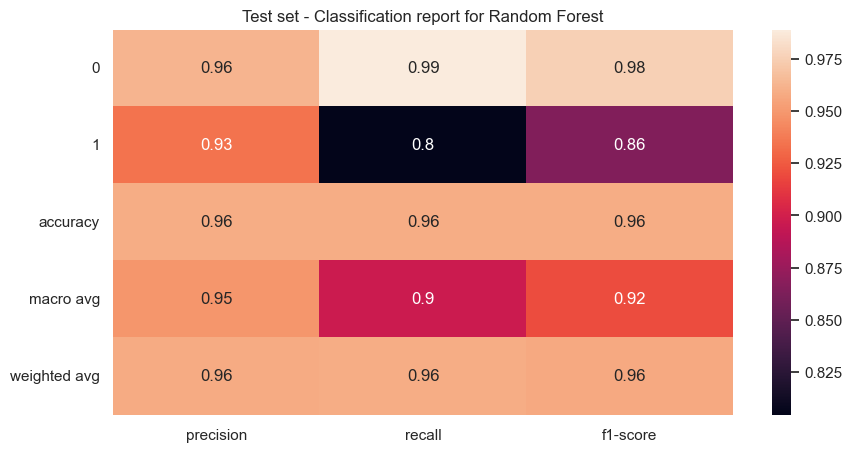 Test set - Classification report for Random Forest
0 0.96 0.99 0.98
1 0.93 0.8 0.86
accuracy 0.96 0.96 0.96
macro avg 0.95 0.9 0.92
weighted avg 0.96 0.96 0.96
precision recall f1-score
0.975
0.950
0.925
0.900
0.875
0.850
0.825